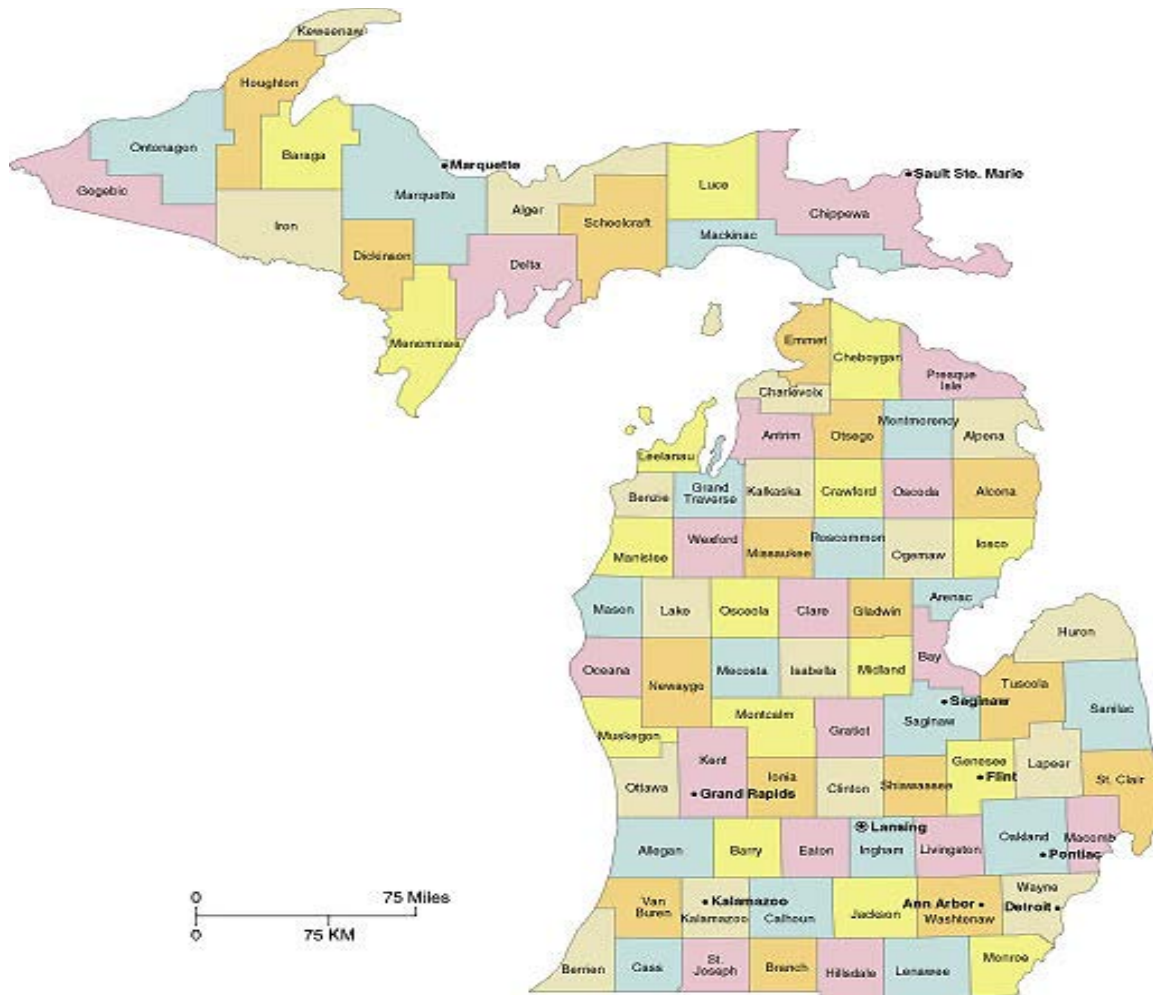 Keweenaw
Houghton
Ontonagon
Baraga
Marquette
Sault Ste. Marie
Luce
Gogebic
Marquette
Alger
Chippewa
Iron
Schoolcraft
Mackinac
Dickinson
Delta
Menominee
Emmet
Cheboygan
Presque
Isle
Charlevoix
Antrim
Otsego
Montmorency
Alpena
Leelanau
Grand
Traverse
Benzie
Kalkaska
Crawford
Oscoda
Alcona
Manistee
Wexford
Missaukee
Roscommon
Ogemaw
Iosco
Mason
Lake
Osceola
Clare
Gladwin
Arenac
Huron
Oceana
Newaygo
Mecosta
Isabella
Midland
Bay
Tuscola
Sanilac
Saginaw
Saginaw
Muskegon
Montcalm
Gratiot
Kent
Ionia
Genesee
Lapeer
St. Clair
Ottawa
Grand Rapids
Clinton
Shiawassee
Flint
Lansing
Oakland
Macomb
Allegan
Barry
Eaton
Ingham
Livingston
Pontiac
0 75 Miles
0 75 KM
Van
Buren
Kalamazoo
Kalamazoo
Calhoun
Jackson
Ann Arbor
Washtenaw
Wayne
Detroit
Berrien
Cass
St.
Joseph
Branch
Hillsdale
Lenawee
Monroe